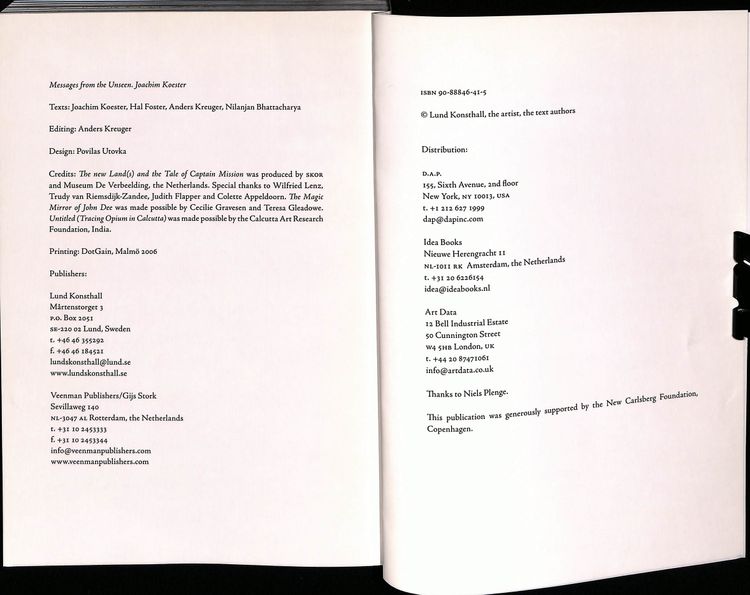 Messages from the Unseen. Joachim Koester
Texts: Joachim Koester, Hal Foster, Anders Kreuger, Nilanjan Bhattacharya
Editing: Anders Kreuger
Design: Povilas Utovka
Credits: The new Land(s) and the Tale of Captain Mission was produced by SKOR
and Museum De Verbeelding, the Netherlands. Special thanks to Wilfried Lenz,
Trudy van Riemsdijk-Zandee, Judith Flapper and Colette Appeldoorn. The Magic
Mirror of John Dee was made possible by Cecilie Gravesen and Teresa Gleadowe.
Untitled (Tracing Opium in Calcutta) was made possible by the Calcutta Art Research
Foundation, India.
Printing: DotGain, Malmö 2006
Publishers:
Lund Konsthall
Mårtenstorget 3
P.O. Box 2051
SE-220 02 Lund, Sweden
t. +46 46 355292
f. +46 46 184521
lundskonsthall@lund.se
www.lundskonsthall.se
Veenman Publishers/Gijs Stork
Sevillaweg 140
NL-3047 AL Rotterdam, the Netherlands
t. +31 10 2453333
f. +31 10 2453344
info@veenmanpublishers.com
www.veenmanpublishers.com
ISBN 90-88846-41-5
© Lund Konsthall, the artist, the text authors
Distribution:
D.A.P.
155, Sixth Avenue, 2nd floor
New York, NY 10013, USA
t. +1 212 627 1999
dap@dapinc.com
Idea Books
Nieuwe Herengracht 11
NL-1011 RK Amsterdam, the Netherlands
t. +31 20 6226154
idea@ideabooks.nl
Art Data
12 Bell Industrial Estate
50 Cunnington Street
W4 5HB London, UK
t. +44 20 87471061
info@artdata.co.uk
Thanks to Niels Plenge.
This publication was generously supported by the New Carlsberg Foundation,
Copenhagen.